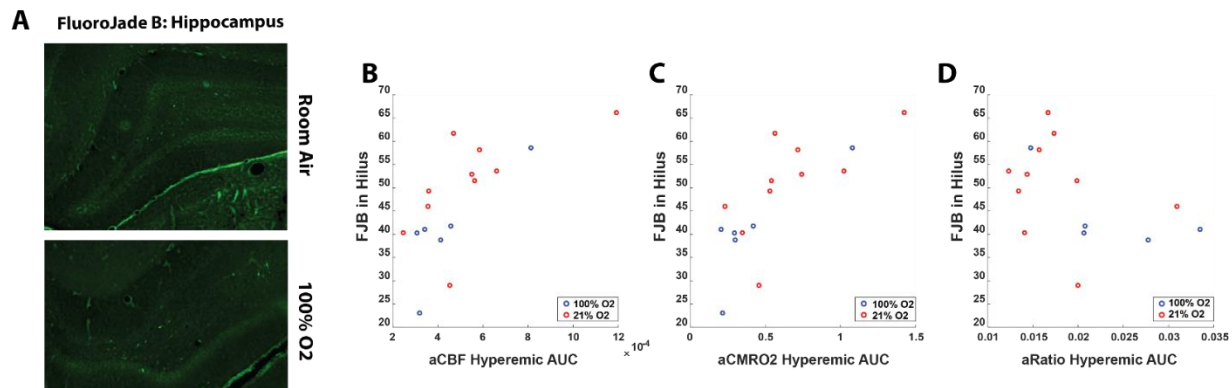 A
FluoroJade B: Hippocampus
Room Air
100% O2
B
FJB in Hilus
70
65
60
55
50
45
40
35
30
25
20
2
4
6
8
10
12
× 10⁻⁴
aCBF Hyperemic AUC
100% O2
21% O2
C
FJB in Hilus
70
65
60
55
50
45
40
35
30
25
20
0
0.5
1
1.5
aCMRO2 Hyperemic AUC
100% O2
21% O2
D
FJB in Hilus
70
65
60
55
50
45
40
35
30
25
20
0.01
0.015
0.02
0.025
0.03
0.035
aRatio Hyperemic AUC
100% O2
21% O2